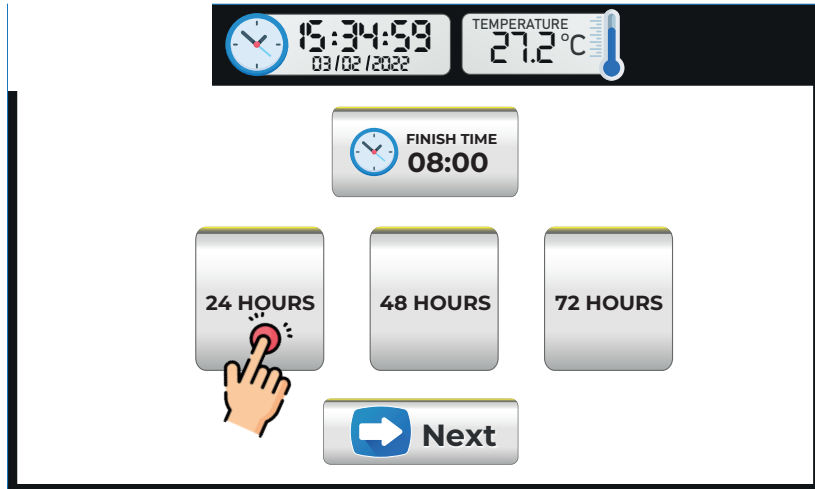 15:34:59
03/02/2022
TEMPERATURE
27.2°C
FINISH TIME
08:00
24 HOURS
48 HOURS
72 HOURS
Next